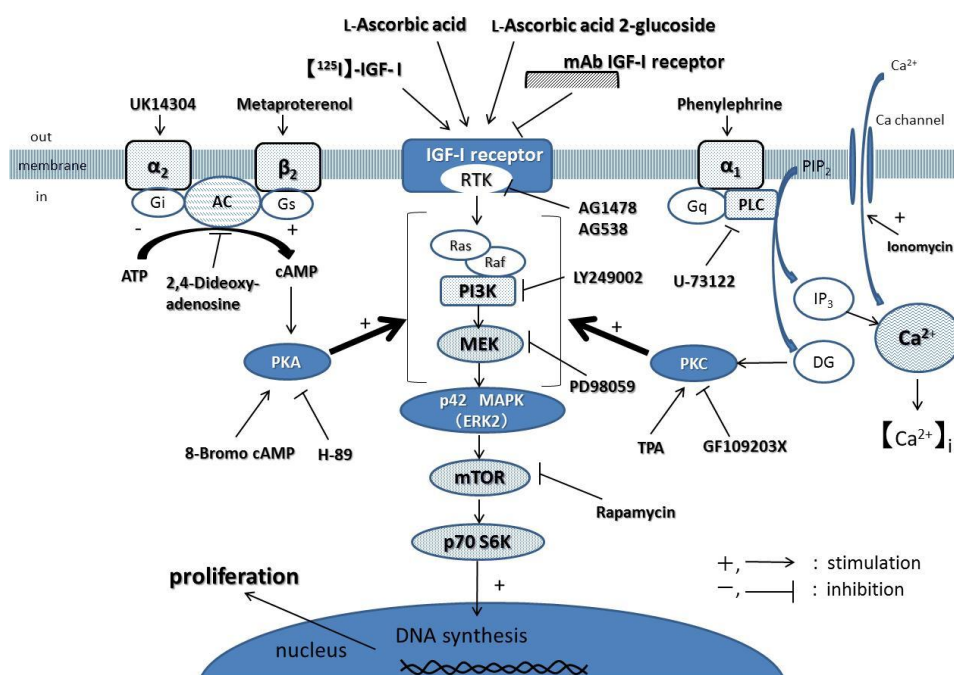 L-Ascorbic acid
L-Ascorbic acid 2-glucoside
【¹²⁵I】-IGF-I
mAb IGF-I receptor
Ca²⁺
UK14304
Metaproterenol
Phenylephrine
Ca channel
out
membrane
in
α₂
β₂
IGF-I receptor
RTK
α₁
PIP₂
Gi
AC
Gs
Gq
PLC
-
+
+
AG1478
AG538
Ionomycin
ATP
2,4-Dideoxy-
adenosine
cAMP
Ras
Raf
PI3K
LY249002
U-73122
IP₃
Ca²⁺
+
+
PKA
MEK
PKC
DG
PD98059
p42 MAPK
(ERK2)
8-Bromo cAMP
H-89
TPA
GF109203X
【Ca²⁺】i
mTOR
Rapamycin
p70 S6K
proliferation
+
+, → : stimulation
−, ⊣ : inhibition
DNA synthesis
nucleus